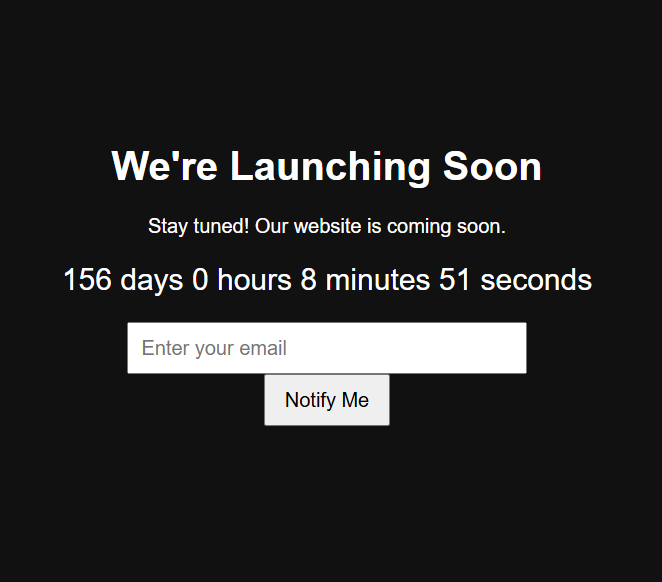 We're Launching Soon
Stay tuned! Our website is coming soon.
156 days 0 hours 8 minutes 51 seconds
Enter your email
Notify Me